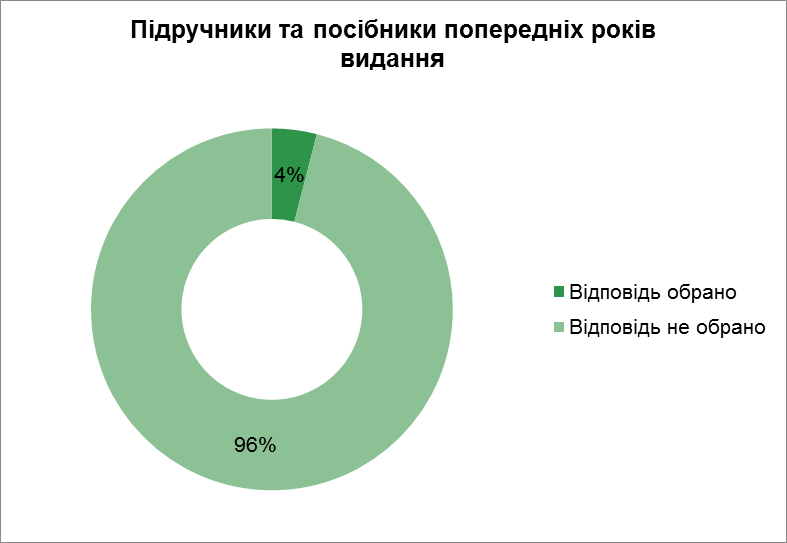 Підручники та посібники попередніх років
видання
4%
Відповідь обрано
Відповідь не обрано
96%